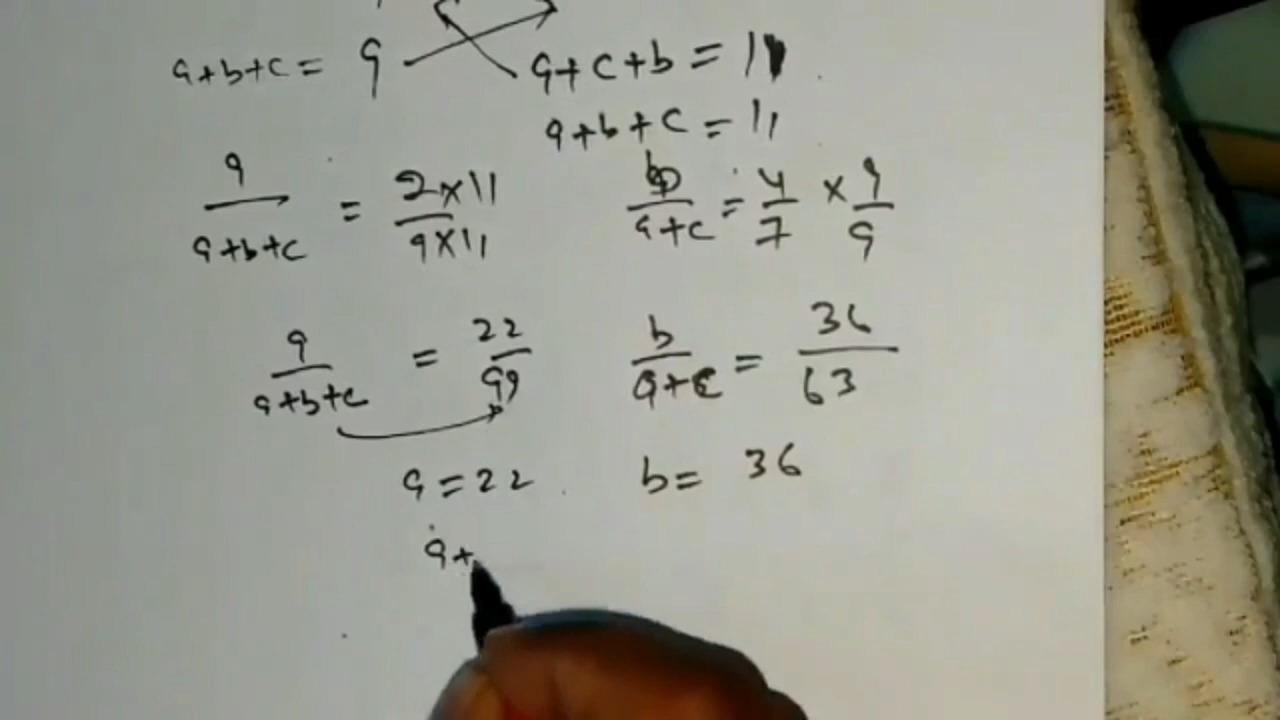 a+b+c = 9
a+c+b = 11
a+b+c = 11
a/a+b+c = 2×11/9×11
b/a+c = 4/7 × 9/9
a/a+b+c = 22/99
b/a+c = 36/63
a = 22
b = 36
a+